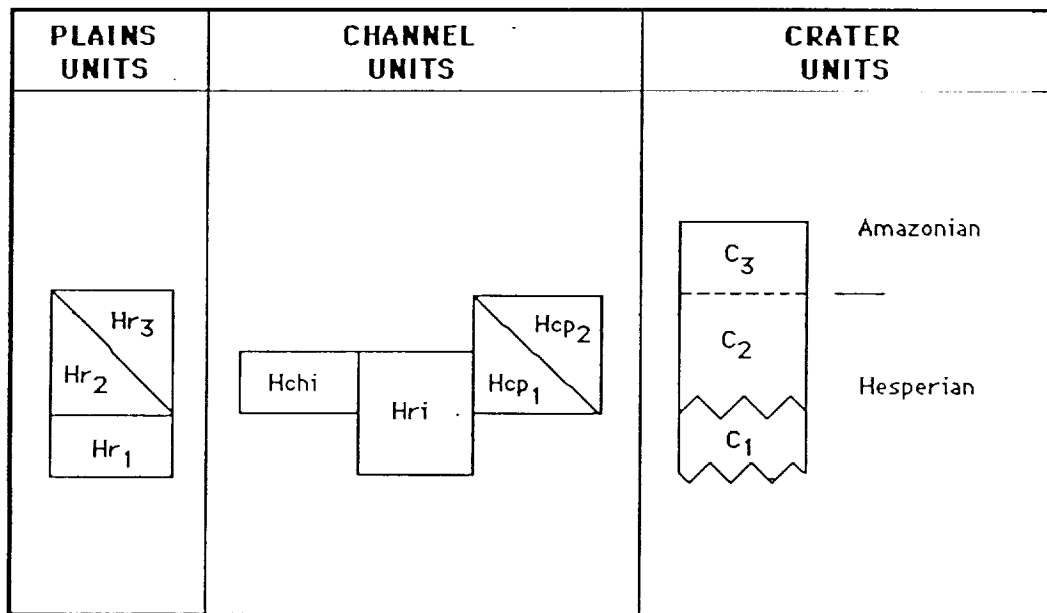 PLAINS
UNITS
CHANNEL
UNITS
CRATER
UNITS
Hr3
Hr2
Hr1
Hchi
Hri
Hcp2
Hcp1
C3
C2
C1
Amazonian
Hesperian